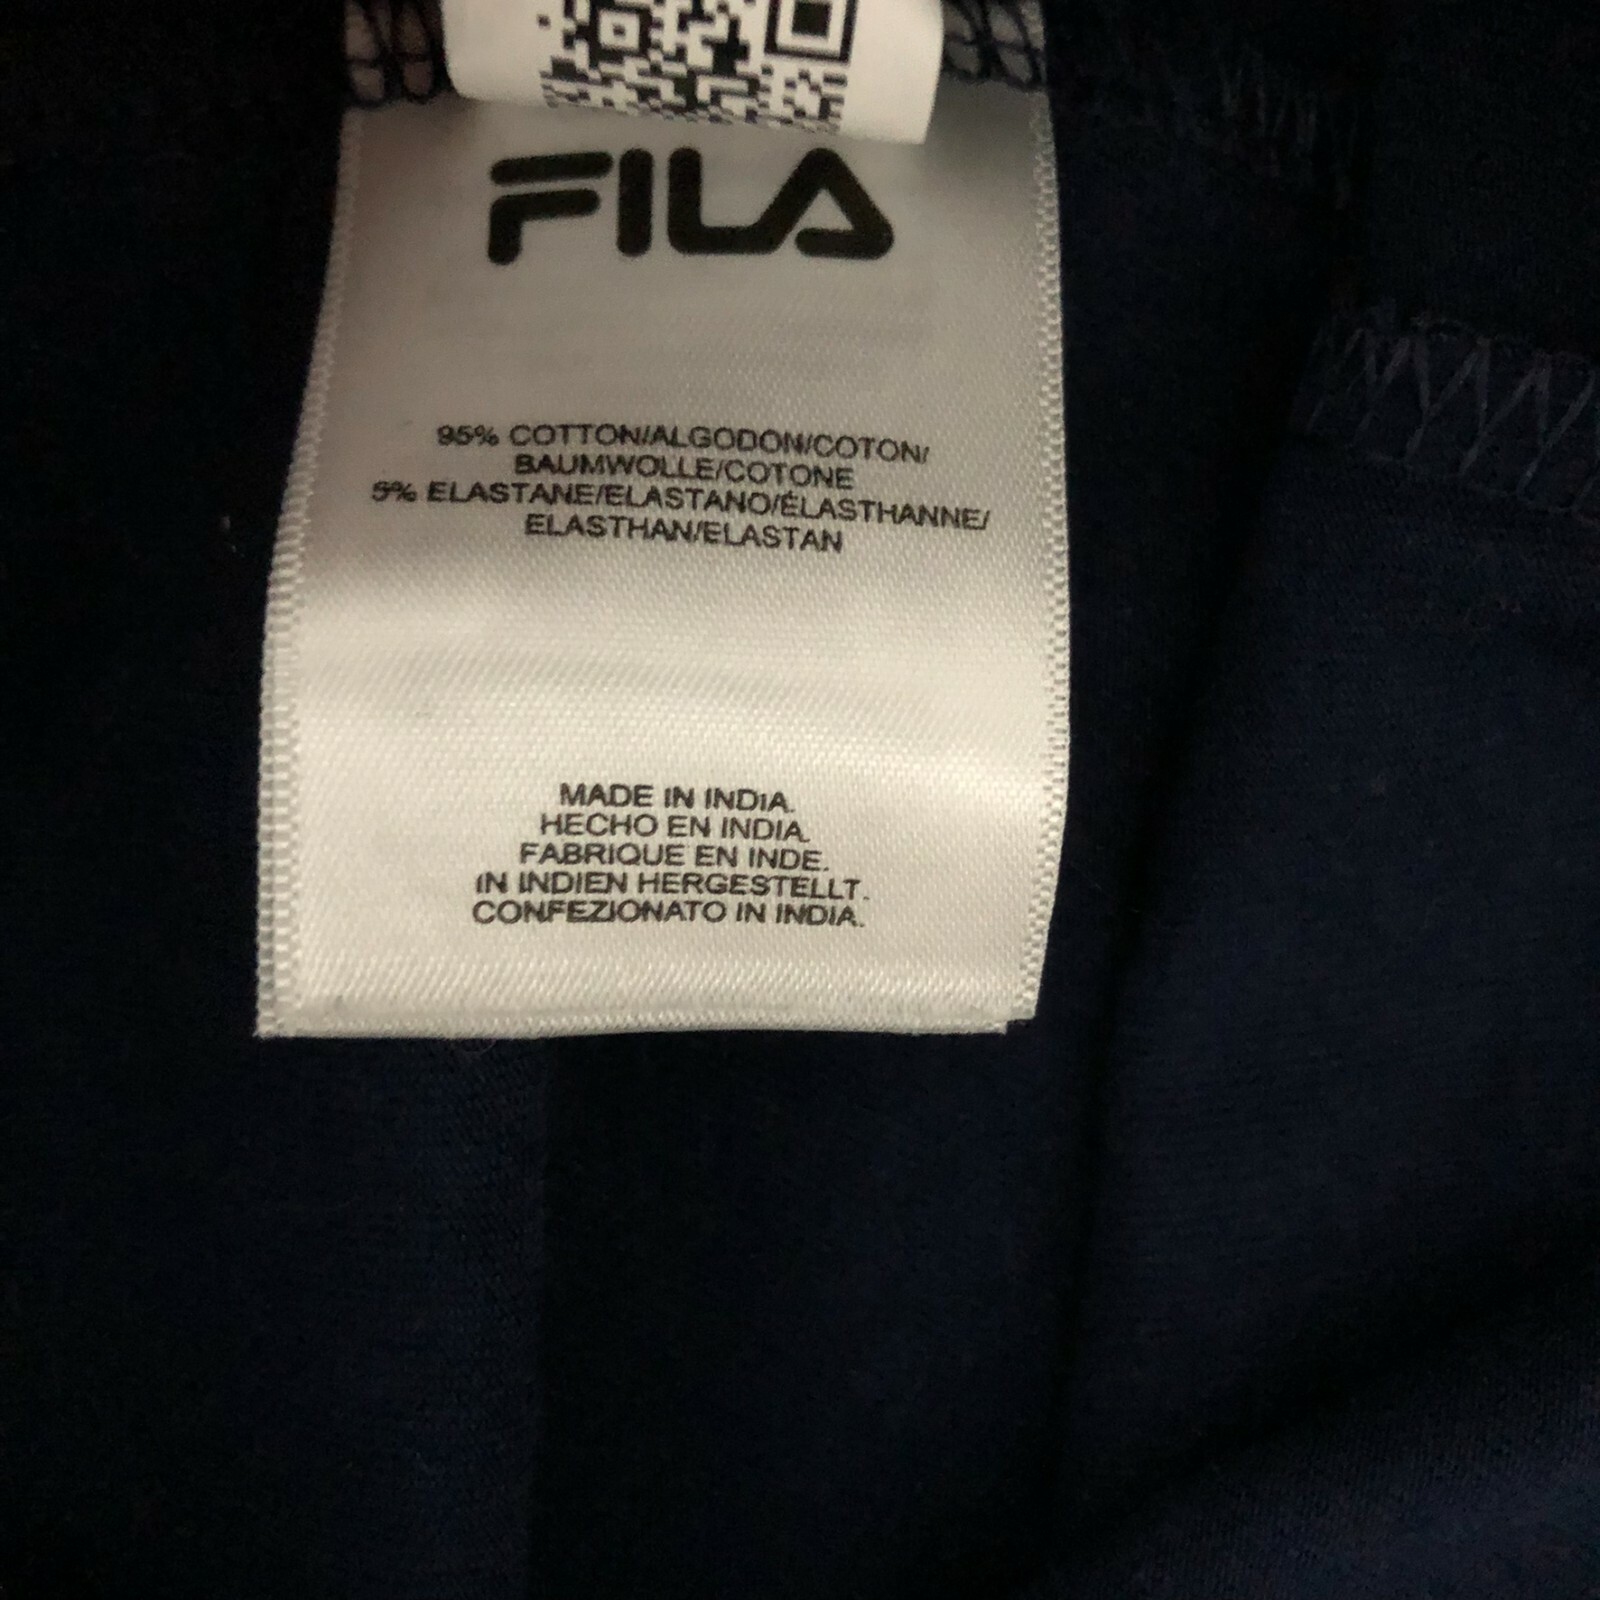 FILA
95% COTTON/ALGODON/COTON/
BAUMWOLLE/COTONE
5% ELASTANE/ELASTANO/ÉLASTHANNE/
ELASTHAN/ELASTAN
MADE IN INDIA.
HECHO EN INDIA.
FABRIQUE EN INDE.
IN INDIEN HERGESTELLT.
CONFEZIONATO IN INDIA.